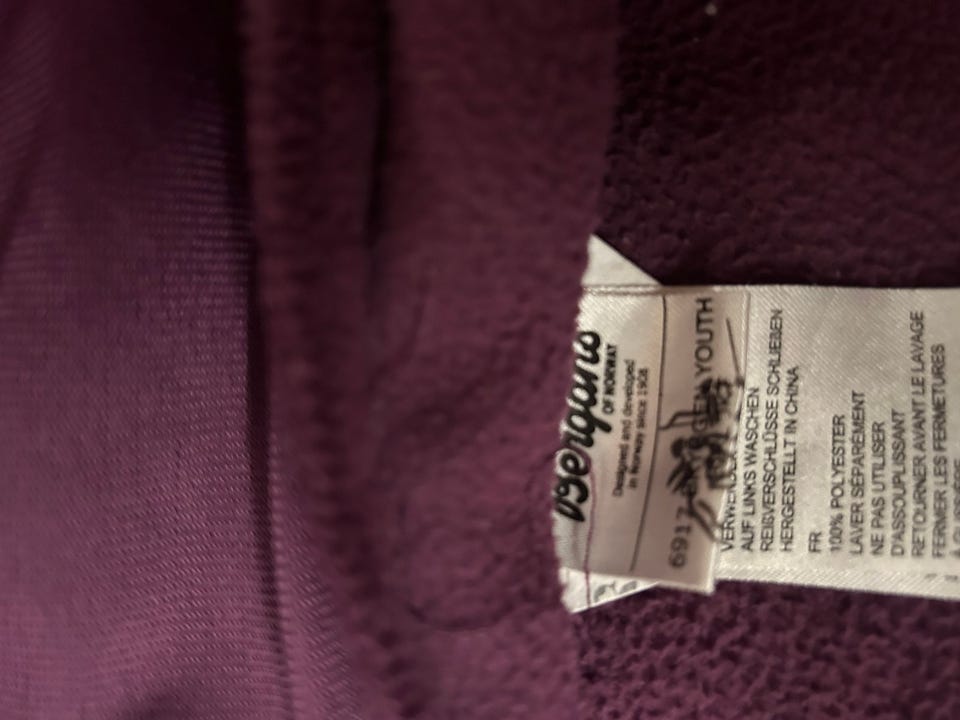 Bergans
OF NORWAY
Designed and developed
in Norway since 1908
6917 YOUTH
AUF LINKS WASCHEN
REIßVERSCHLÜSSE SCHLIEßEN
HERGESTELLT IN CHINA
FR
100% POLYESTER
LAVER SÉPARÉMENT
NE PAS UTILISER
D'ASSOUPLISSANT
RETOURNER AVANT LE LAVAGE
FERMER LES FERMETURES